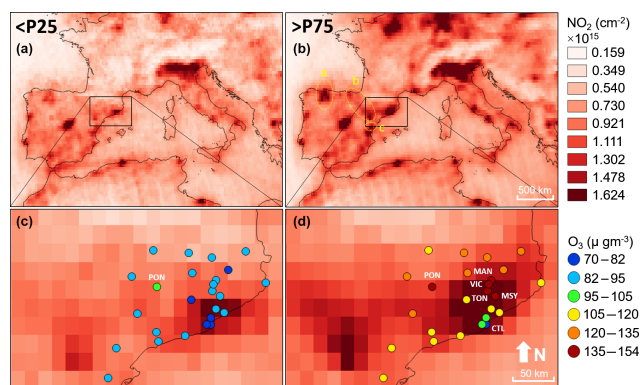 <P25
>P75
NO2 (cm-2)
×10^15
(a)
(b)
0.159
0.349
0.540
0.730
0.921
1.111
1.302
1.478
1.624
500 km
(c)
(d)
O3 (µ gm-3)
70–82
82–95
95–105
105–120
120–135
135–154
PON
PON
MAN
VIC
TON
MSY
CTL
N
50 km